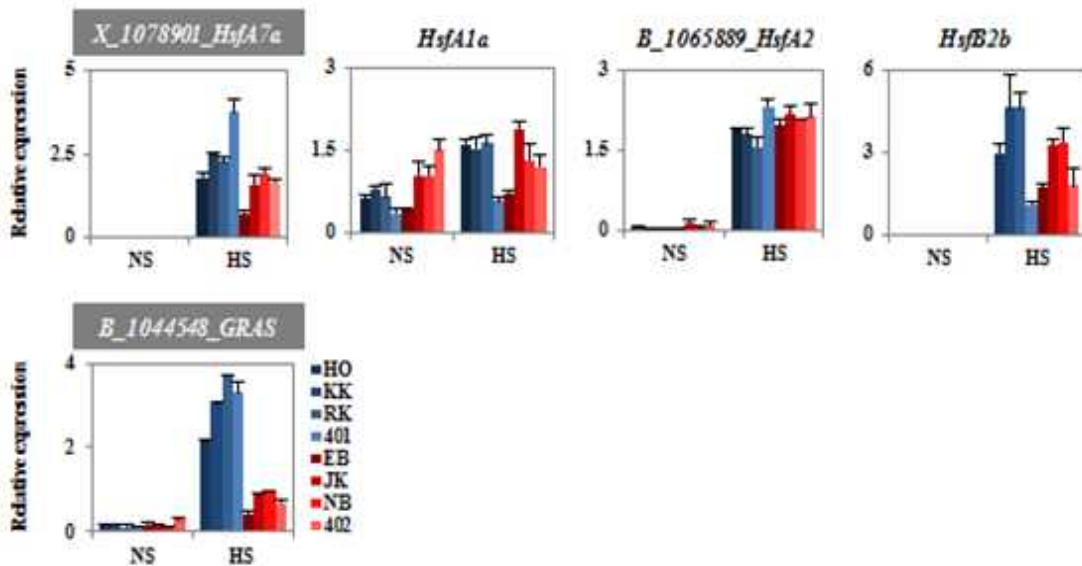 X_1078901_HsfA7a
HsfA1a
B_1065889_HsfA2
HsfB2b
Relative expression
5
2.5
0
NS
HS
3
1.5
0
NS
HS
3
1.5
0
NS
HS
6
3
0
NS
HS
B_1044548_GRAS
Relative expression
4
2
0
NS
HS
HO
KK
RK
401
EB
JK
NB
402